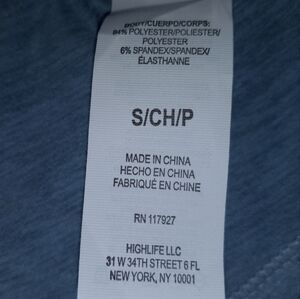 BODY/CUERPO/CORPS:
94% POLYESTER/POLIESTER/
POLYESTER
6% SPANDEX/SPANDEX/
ÉLASTHANNE
S/CH/P
MADE IN CHINA
HECHO EN CHINA
FABRIQUÉ EN CHINE
RN 117927
HIGHLIFE LLC
31 W 34TH STREET 6 FL
NEW YORK, NY 10001